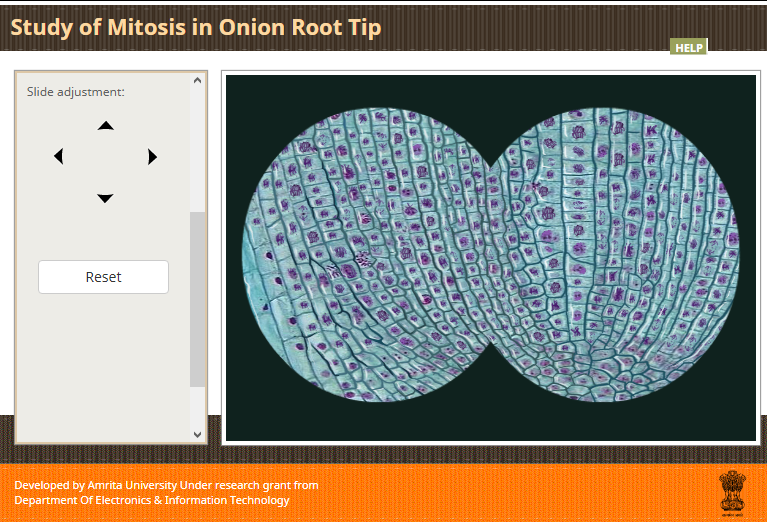 Study of Mitosis in Onion Root Tip
HELP
Slide adjustment:
Reset
Developed by Amrita University Under research grant from
Department Of Electronics & Information Technology